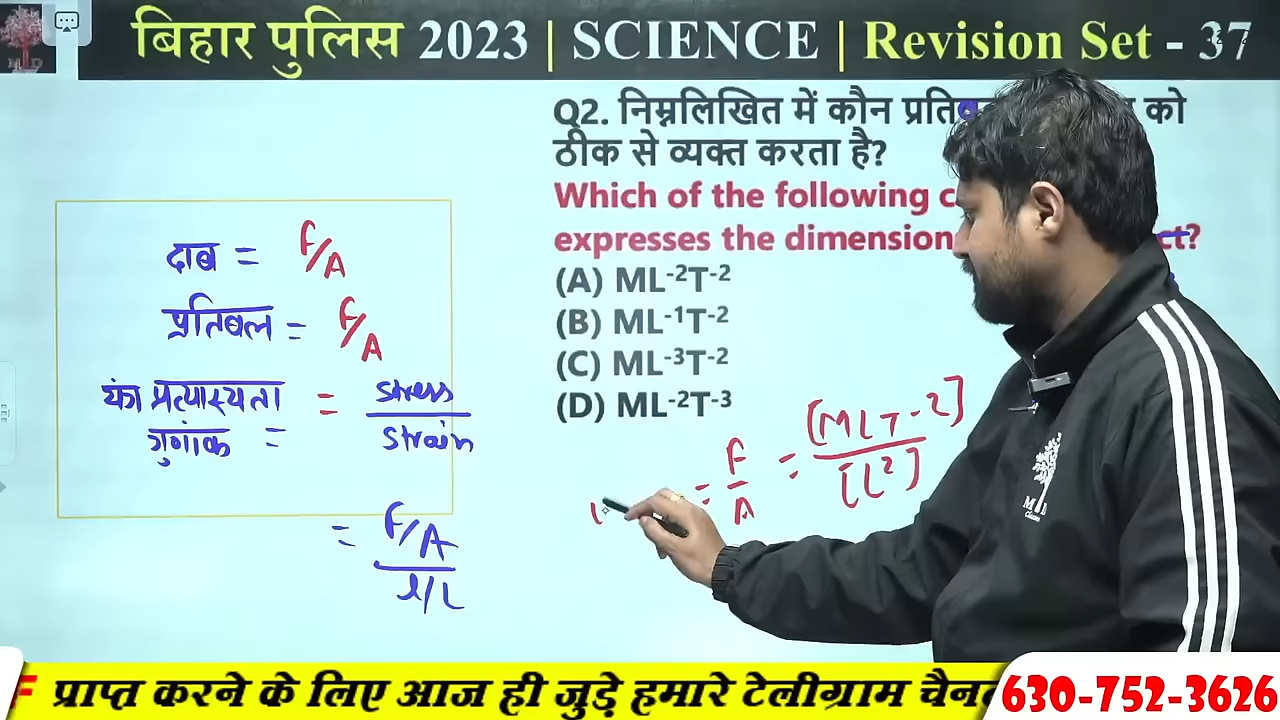 बिहार पुलिस 2023 | SCIENCE | Revision Set - 37
Q2. निम्नलिखित में कौन को
ठीक से व्यक्त करता है?
Which of the following
expresses the dimension
(A) ML⁻²T⁻²
(B) ML⁻¹T⁻²
(C) ML⁻³T⁻²
(D) ML⁻²T⁻³
दाब = F/A
प्रतिबल = F/A
यंग प्रत्यास्थता = stress
गुणांक = strain
= F/A
l/L
= F = [MLT-2]
A [L²]
प्राप्त करने के लिए आज ही जुड़े हमारे टेलीग्राम
630-752-3626